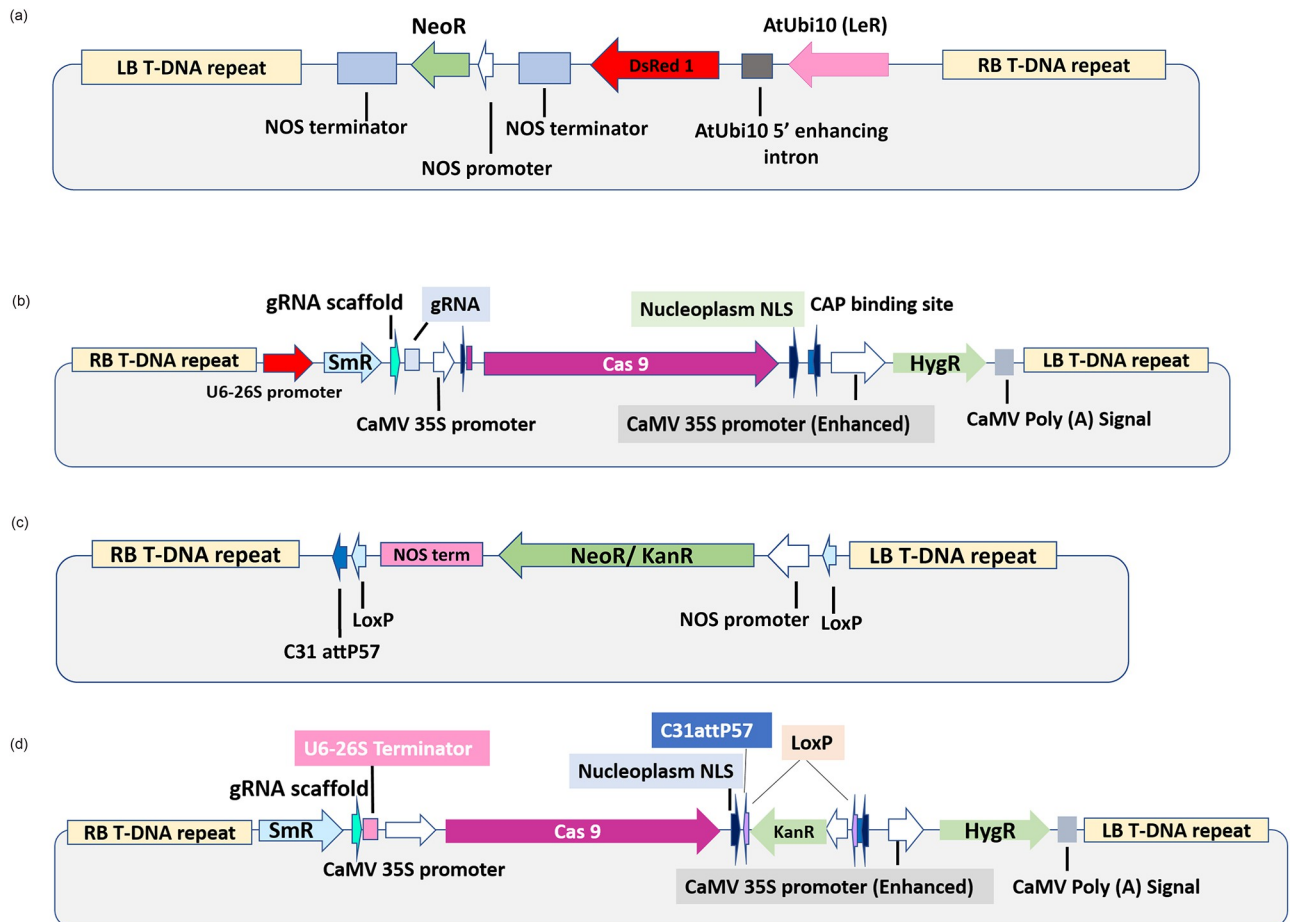 (a)
NeoR
AtUbi10 (LeR)
LB T-DNA repeat
DsRed 1
RB T-DNA repeat
NOS terminator
NOS terminator
AtUbi10 5’ enhancing
intron
NOS promoter
(b)
gRNA scaffold
gRNA
Nucleoplasm NLS
CAP binding site
RB T-DNA repeat
SmR
Cas 9
HygR
LB T-DNA repeat
U6-26S promoter
CaMV 35S promoter
CaMV 35S promoter (Enhanced)
CaMV Poly (A) Signal
(c)
RB T-DNA repeat
NOS term
NeoR/ KanR
LB T-DNA repeat
LoxP
NOS promoter
LoxP
C31 attP57
(d)
U6-26S Terminator
C31attP57
LoxP
gRNA scaffold
Nucleoplasm NLS
RB T-DNA repeat
SmR
Cas 9
KanR
HygR
LB T-DNA repeat
CaMV 35S promoter
CaMV 35S promoter (Enhanced)
CaMV Poly (A) Signal